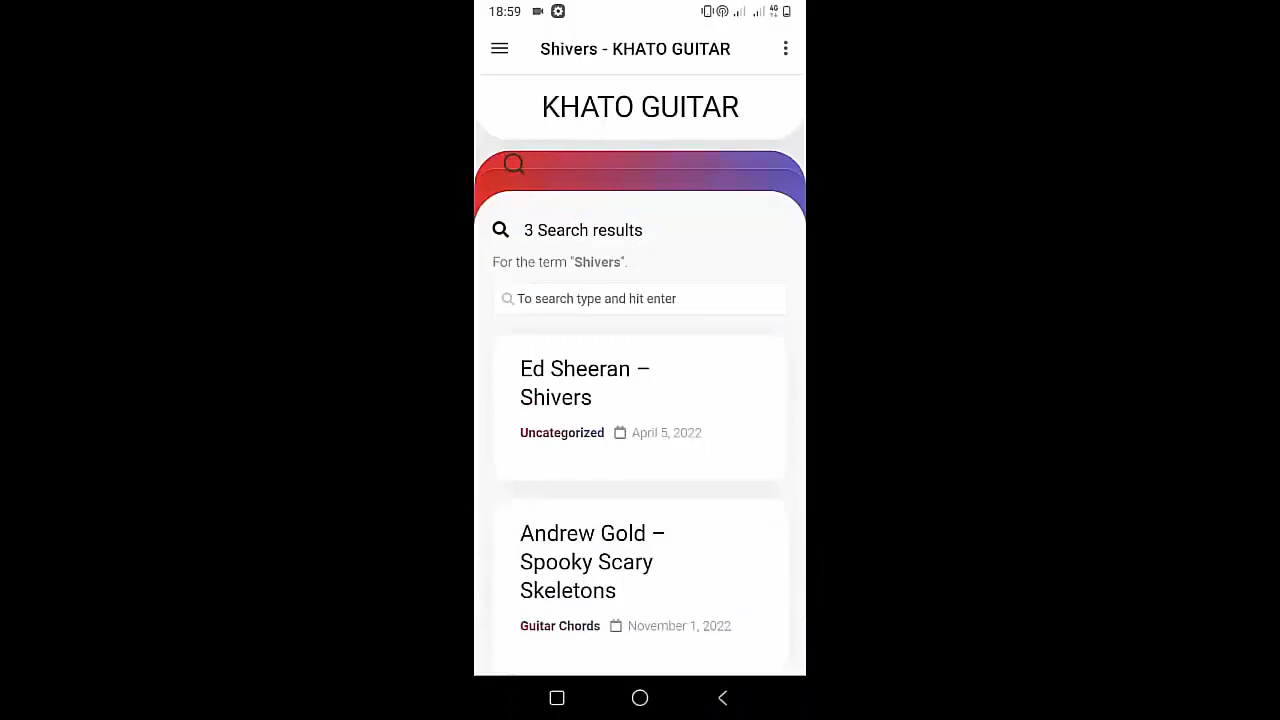 18:59
4G
Shivers - KHATO GUITAR
KHATO GUITAR
3 Search results
For the term "Shivers".
To search type and hit enter
Ed Sheeran –
Shivers
Uncategorized April 5, 2022
Andrew Gold –
Spooky Scary
Skeletons
Guitar Chords November 1, 2022